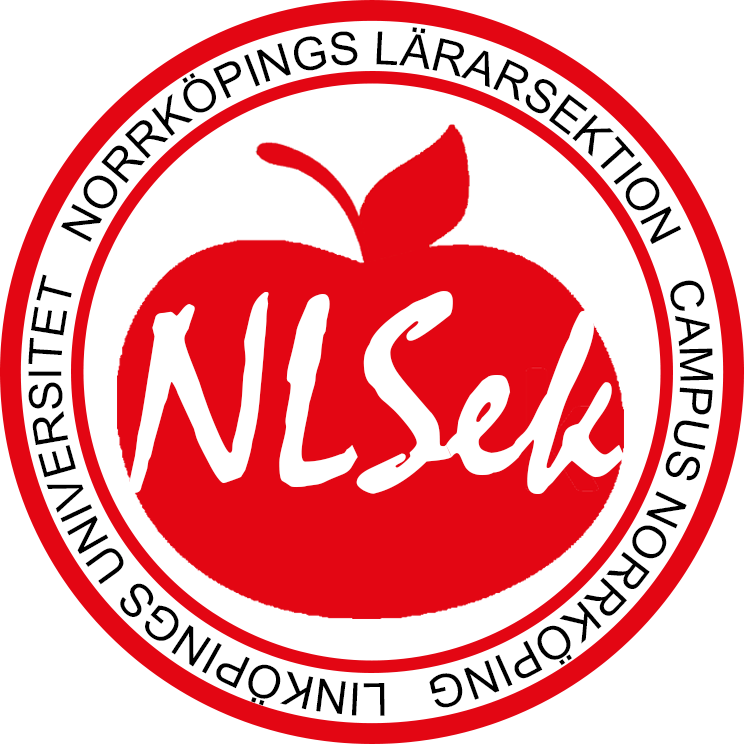 NORRKÖPINGS LÄRARSEKTION
CAMPUS NORRKÖPING
LINKÖPINGS UNIVERSITET
NLSek